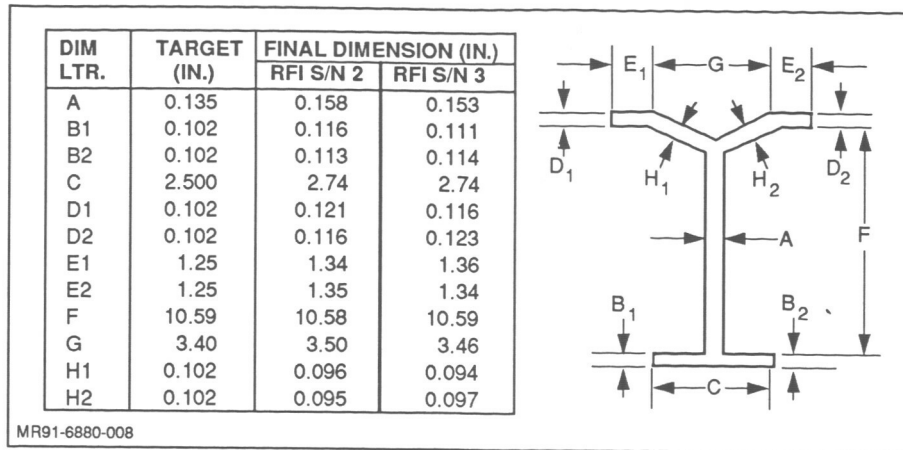 DIM LTR. TARGET (IN.) FINAL DIMENSION (IN.)
RFI S/N 2 RFI S/N 3
A 0.135 0.158 0.153
B1 0.102 0.116 0.111
B2 0.102 0.113 0.114
C 2.500 2.74 2.74
D1 0.102 0.121 0.116
D2 0.102 0.116 0.123
E1 1.25 1.34 1.36
E2 1.25 1.35 1.34
F 10.59 10.58 10.59
G 3.40 3.50 3.46
H1 0.102 0.096 0.094
H2 0.102 0.095 0.097
MR91-6880-008
E1 G E2
D1 H1 H2 D2
A F
B1 B2
C